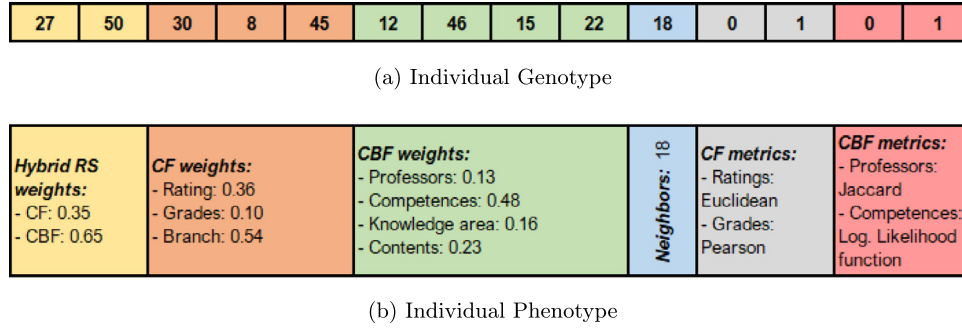 27 50 30 8 45 12 46 15 22 18 0 1 0 1
(a) Individual Genotype
Hybrid RS
weights:
- CF: 0.35
- CBF: 0.65
CF weights:
- Rating: 0.36
- Grades: 0.10
- Branch: 0.54
CBF weights:
- Professors: 0.13
- Competences: 0.48
- Knowledge area: 0.16
- Contents: 0.23
Neighbors: 18
CF metrics:
- Ratings:
Euclidean
- Grades:
Pearson
CBF metrics:
- Professors:
Jaccard
- Competences:
Log. Likelihood
function
(b) Individual Phenotype